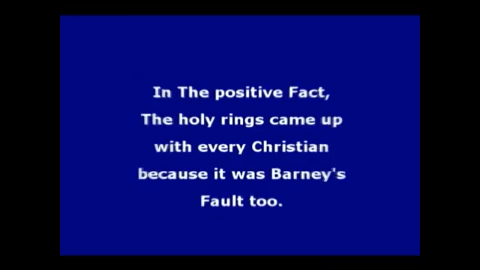 In The positive Fact,
The holy rings came up
with every Christian
because it was Barney's
Fault too.